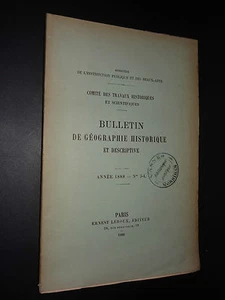 MINISTÈRE
DE L'INSTRUCTION PUBLIQUE ET DES BEAUX-ARTS
COMITÉ DES TRAVAUX HISTORIQUES
ET SCIENTIFIQUES
BULLETIN
DE GÉOGRAPHIE HISTORIQUE
ET DESCRIPTIVE
ANNÉE
PARIS
ERNEST LEROUX, ÉDITEUR